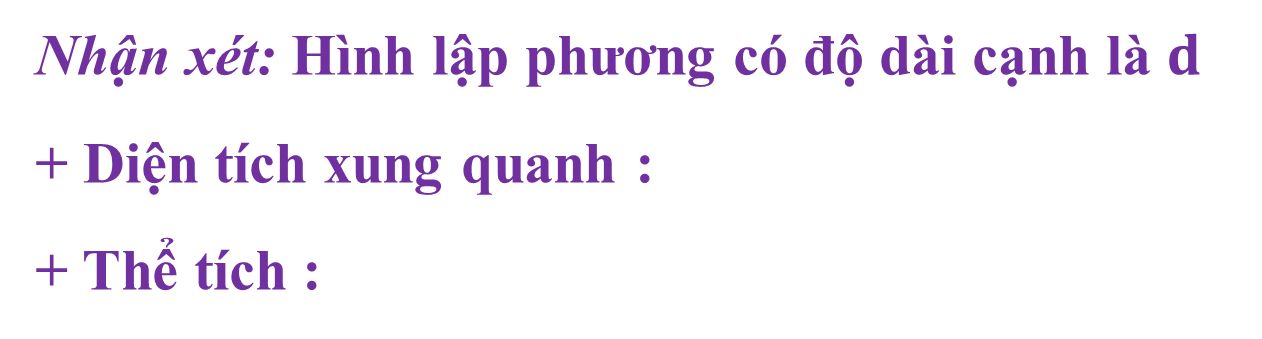 Nhận xét: Hình lập phương có độ dài cạnh là d
+ Diện tích xung quanh :
+ Thể tích :